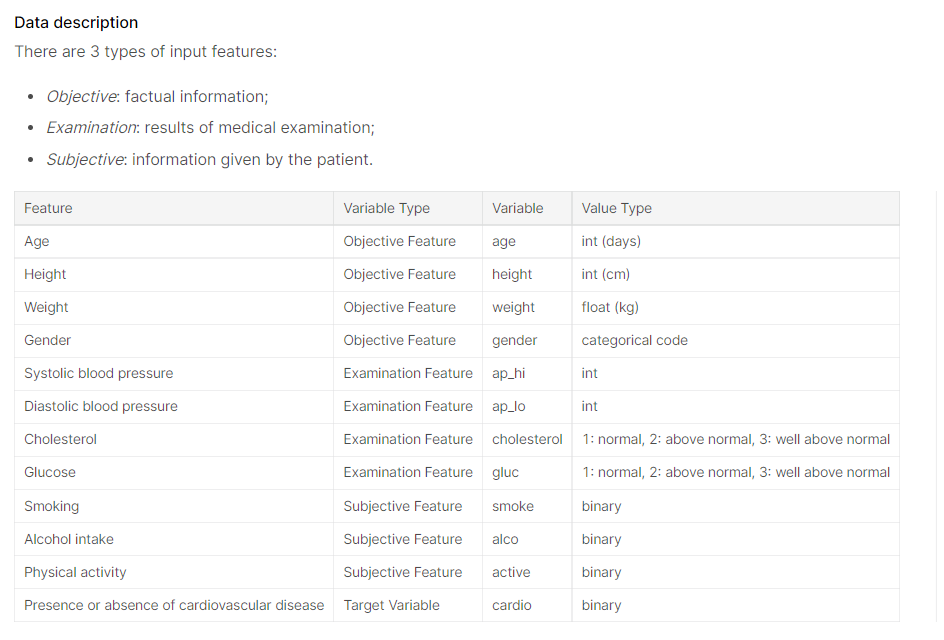 Data description
There are 3 types of input features:
• Objective: factual information;
• Examination: results of medical examination;
• Subjective: information given by the patient.
Feature Variable Type Variable Value Type
Age Objective Feature age int (days)
Height Objective Feature height int (cm)
Weight Objective Feature weight float (kg)
Gender Objective Feature gender categorical code
Systolic blood pressure Examination Feature ap_hi int
Diastolic blood pressure Examination Feature ap_lo int
Cholesterol Examination Feature cholesterol 1: normal, 2: above normal, 3: well above normal
Glucose Examination Feature gluc 1: normal, 2: above normal, 3: well above normal
Smoking Subjective Feature smoke binary
Alcohol intake Subjective Feature alco binary
Physical activity Subjective Feature active binary
Presence or absence of cardiovascular disease Target Variable cardio binary